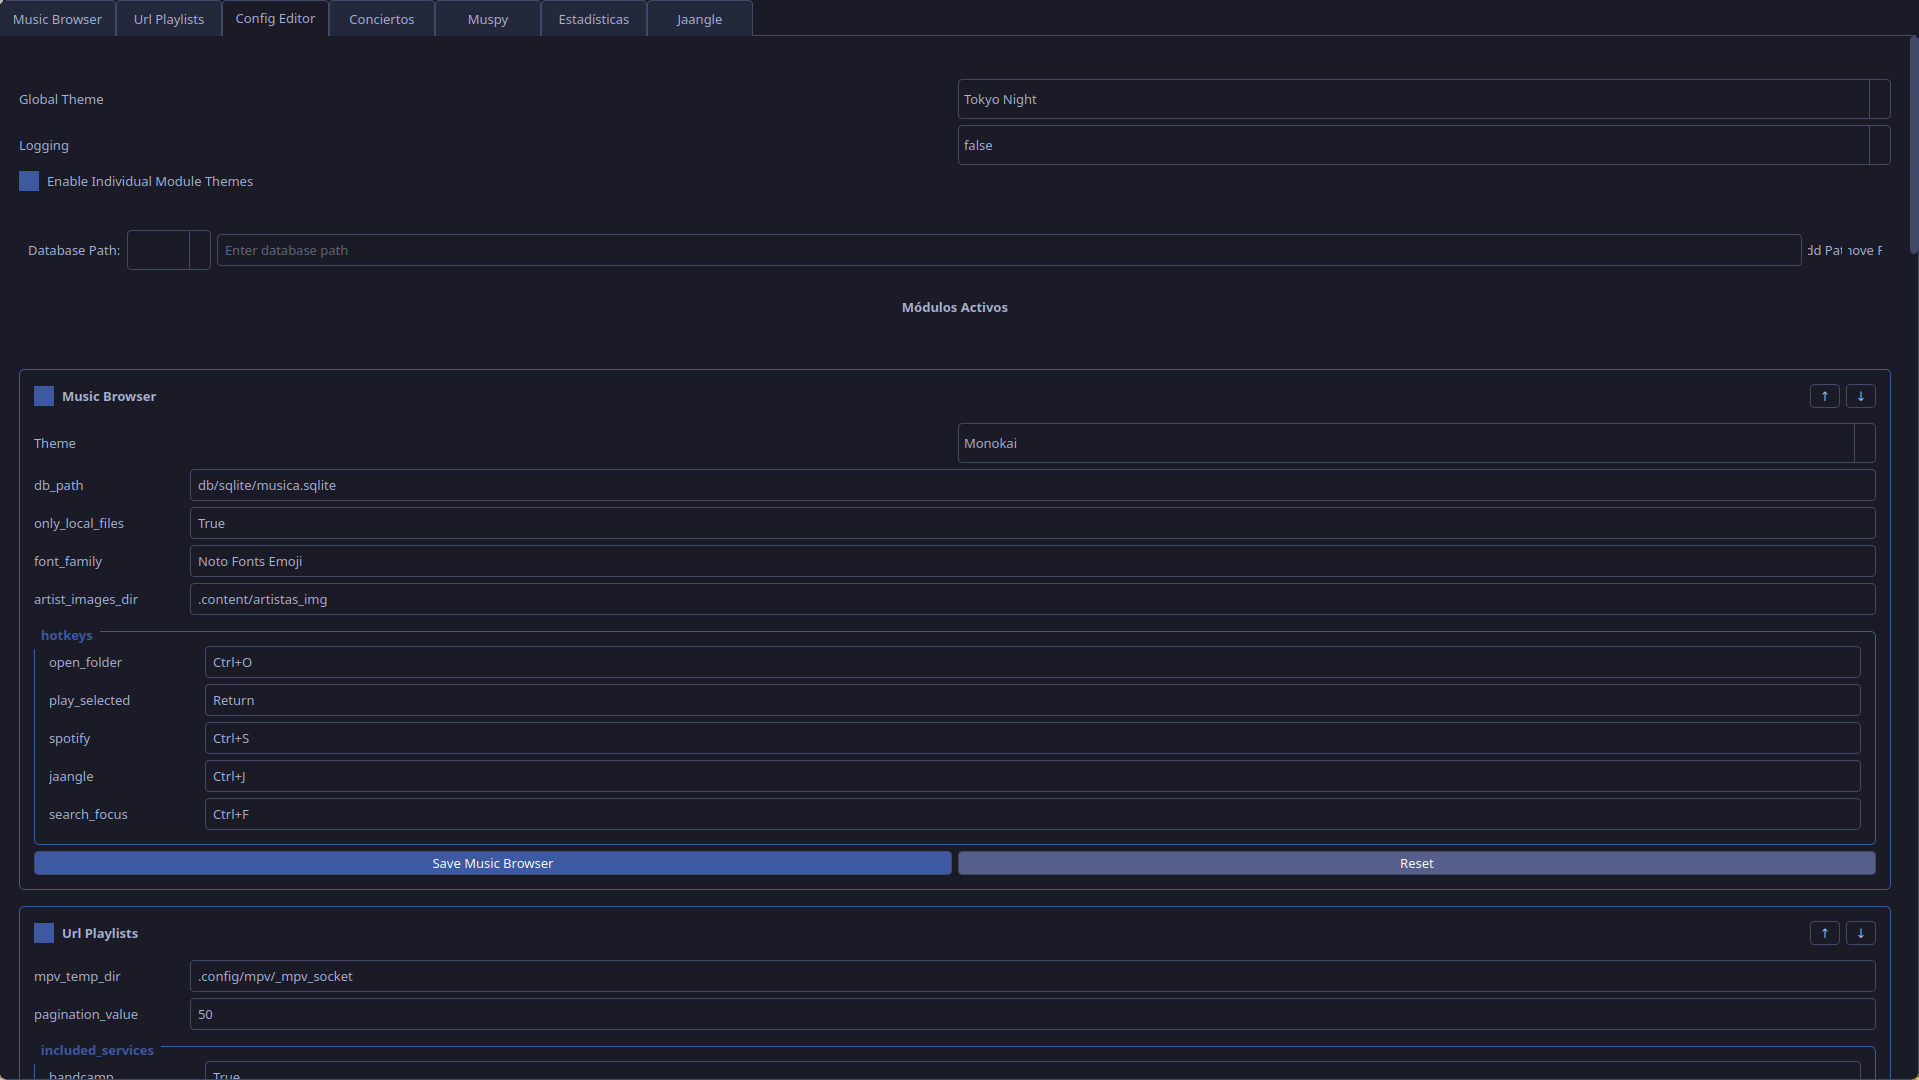 Music Browser Url Playlists Config Editor Conciertos Muspy Estadísticas Jaangle
Global Theme Tokyo Night
Logging false
Enable Individual Module Themes
Database Path: Enter database path dd Pat nove F
Módulos Activos
Music Browser ↑ ↓
Theme Monokai
db_path db/sqlite/musica.sqlite
only_local_files True
font_family Noto Fonts Emoji
artist_images_dir .content/artistas_img
hotkeys
open_folder Ctrl+O
play_selected Return
spotify Ctrl+S
jaangle Ctrl+J
search_focus Ctrl+F
Save Music Browser Reset
Url Playlists ↑ ↓
mpv_temp_dir .config/mpv/_mpv_socket
pagination_value 50
included_services
bandcamp True